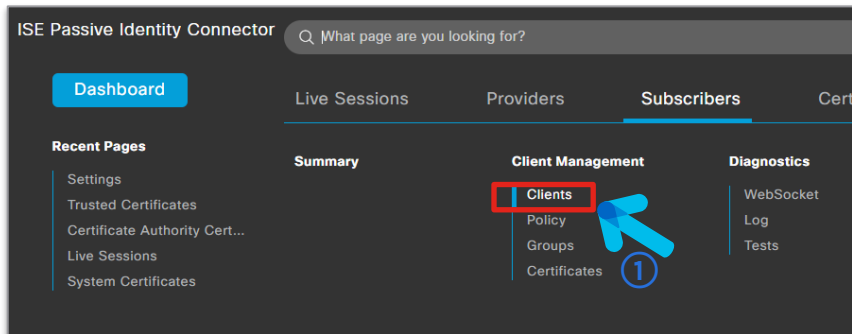 ISE Passive Identity Connector
What page are you looking for?
Dashboard
Live Sessions
Providers
Subscribers
Cert
Recent Pages
Settings
Trusted Certificates
Certificate Authority Cert...
Live Sessions
System Certificates
Summary
Client Management
Clients
Policy
Groups
Certificates
1
Diagnostics
WebSocket
Log
Tests